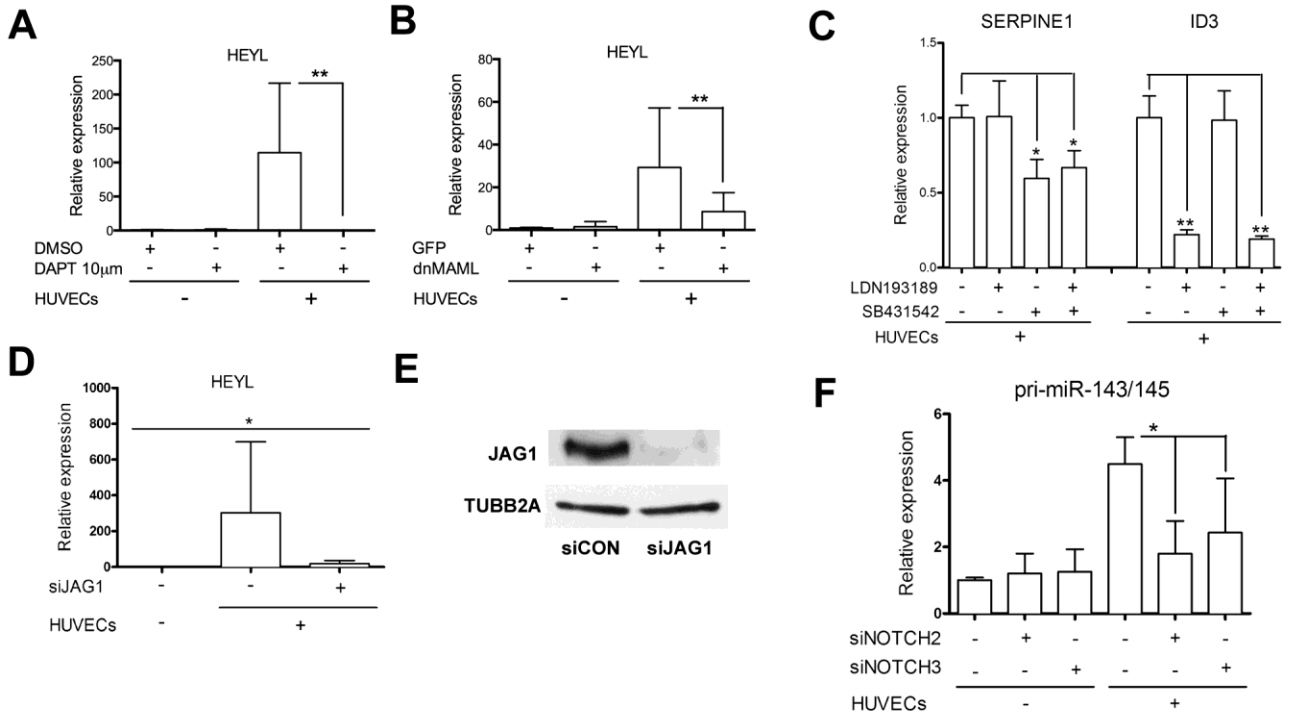 A
HEYL
Relative expression
250
200
150
100
50
0
DMSO + - + -
DAPT 10μm - + - +
HUVECs - +
**
B
HEYL
Relative expression
80
60
40
20
0
GFP + - + -
dnMAML - + - +
HUVECs - +
**
C
SERPINE1 ID3
Relative expression
1.5
1.0
0.5
0.0
* * ** **
LDN193189 - + - + - + - +
SB431542 - - + + - - + +
HUVECs + +
D
HEYL
Relative expression
1000
800
600
400
200
0
*
siJAG1 - - +
HUVECs - +
E
JAG1
TUBB2A
siCON siJAG1
F
pri-miR-143/145
Relative expression
6
4
2
0
*
siNOTCH2 - + - - + -
siNOTCH3 - - + - - +
HUVECs - +